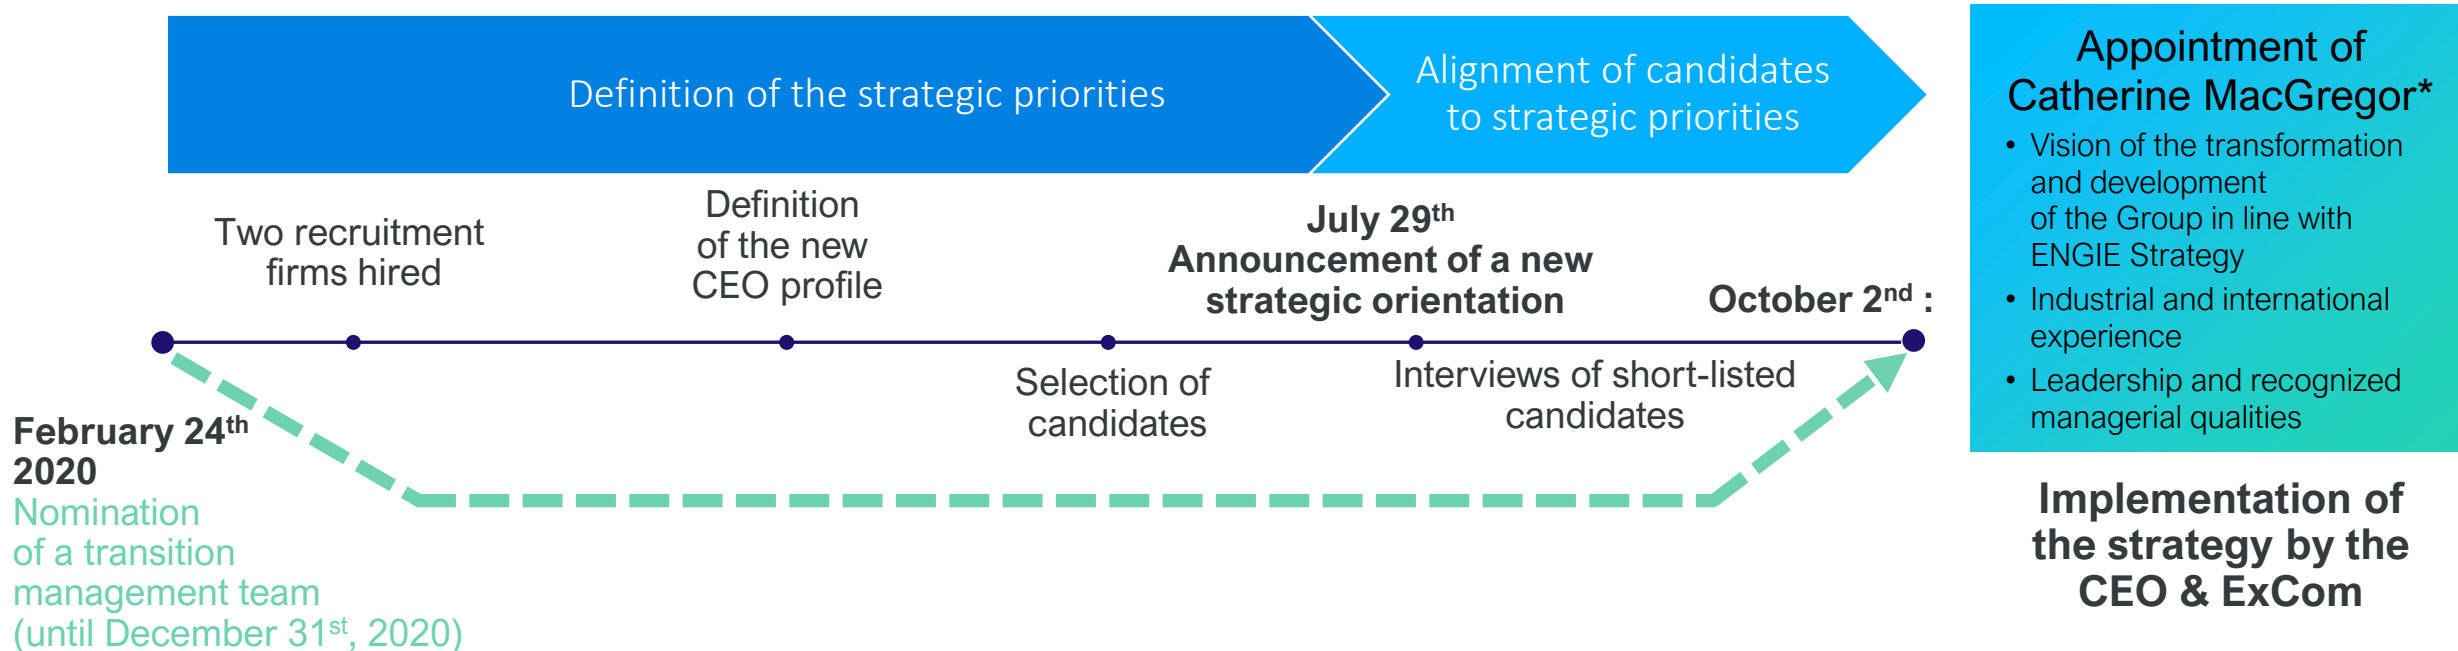 Definition of the strategic priorities
Alignment of candidates
to strategic priorities
Two recruitment
firms hired
Definition
of the new
CEO profile
July 29th
Announcement of a new
strategic orientation
October 2nd :
Selection of
candidates
Interviews of short-listed
candidates
February 24th
2020
Nomination
of a transition
management team
(until December 31st, 2020)
Appointment of
Catherine MacGregor*
• Vision of the transformation
and development
of the Group in line with
ENGIE Strategy
• Industrial and international
experience
• Leadership and recognized
managerial qualities
Implementation of
the strategy by the
CEO & ExCom